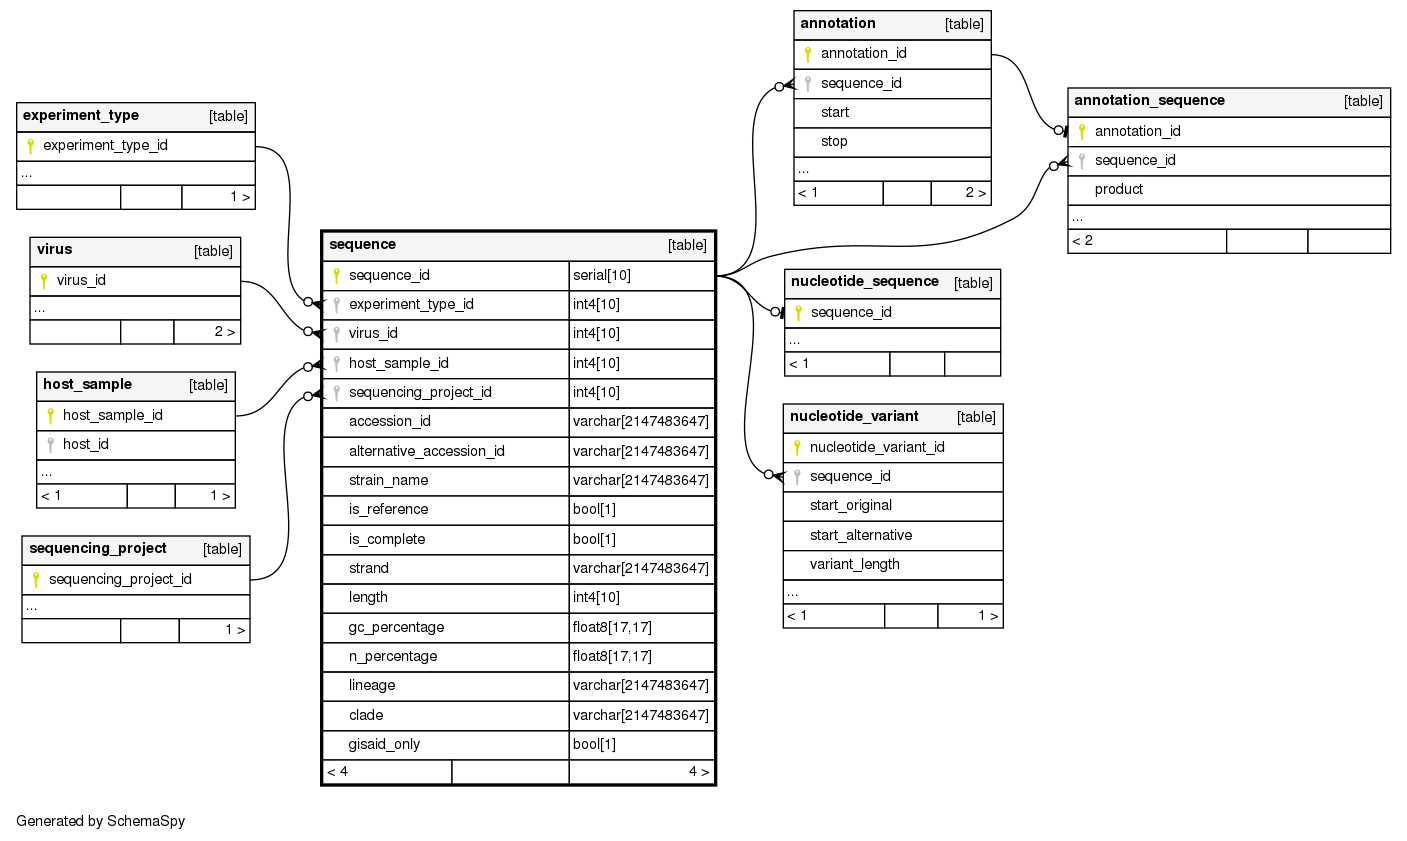 experiment_type [table]
experiment_type_id
...
1 >
virus [table]
virus_id
...
2 >
host_sample [table]
host_sample_id
host_id
...
< 1 1 >
sequencing_project [table]
sequencing_project_id
...
1 >
sequence [table]
sequence_id serial[10]
experiment_type_id int4[10]
virus_id int4[10]
host_sample_id int4[10]
sequencing_project_id int4[10]
accession_id varchar[2147483647]
alternative_accession_id varchar[2147483647]
strain_name varchar[2147483647]
is_reference bool[1]
is_complete bool[1]
strand varchar[2147483647]
length int4[10]
gc_percentage float8[17,17]
n_percentage float8[17,17]
lineage varchar[2147483647]
clade varchar[2147483647]
gisaid_only bool[1]
< 4 4 >
annotation [table]
annotation_id
sequence_id
start
stop
...
< 1 2 >
annotation_sequence [table]
annotation_id
sequence_id
product
...
< 2
nucleotide_sequence [table]
sequence_id
...
< 1
nucleotide_variant [table]
nucleotide_variant_id
sequence_id
start_original
start_alternative
variant_length
...
< 1 1 >
Generated by SchemaSpy